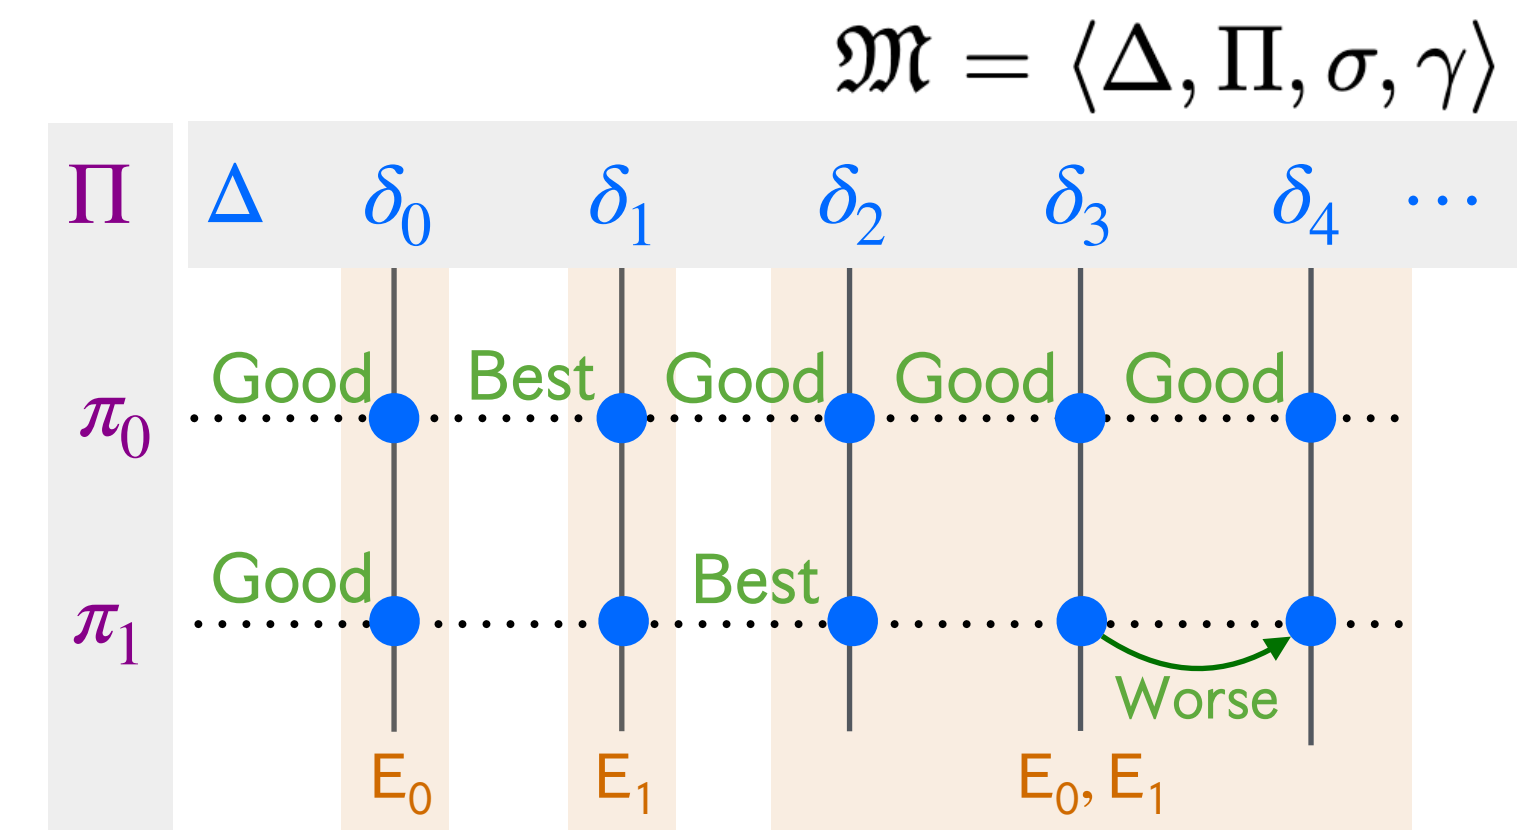 𝔐 = ⟨Δ, Π, σ, γ⟩
Π Δ δ₀ δ₁ δ₂ δ₃ δ₄ ⋯
Good Best Good Good Good
π₀
Good Best
π₁
Worse
E₀ E₁ E₀, E₁